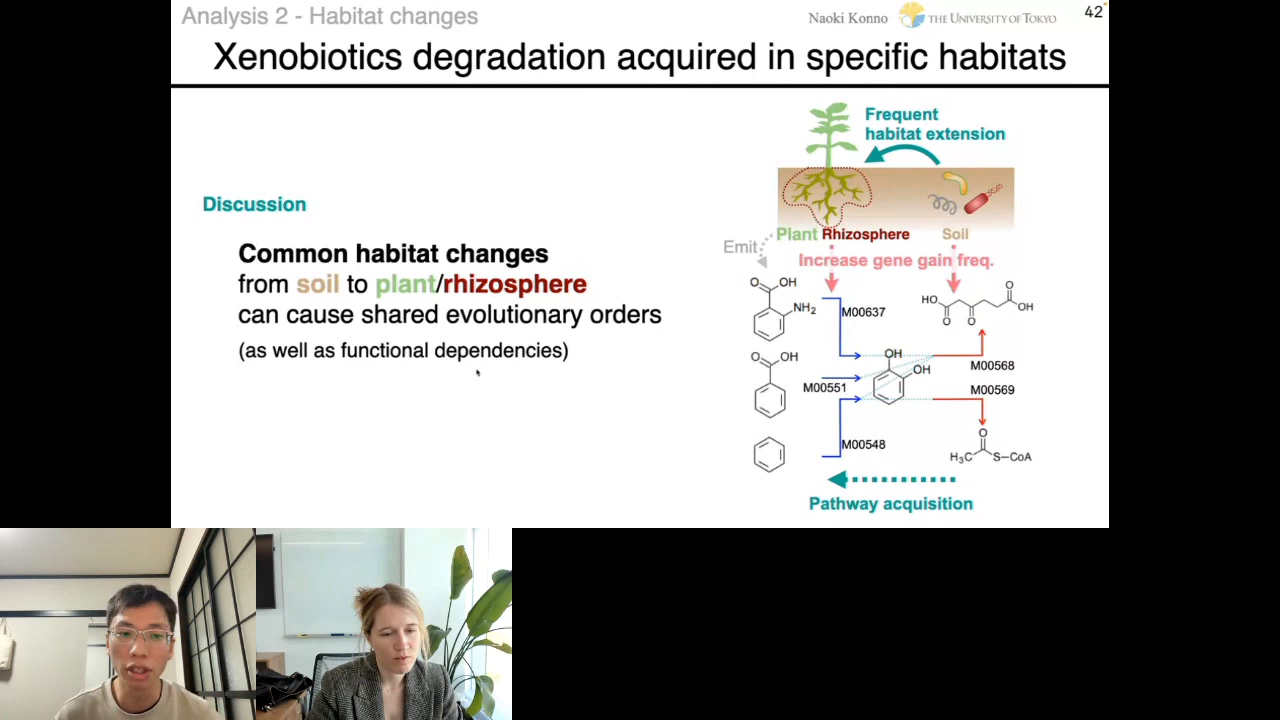 Analysis 2 - Habitat changes
Naoki Konno
THE UNIVERSITY OF TOKYO
42
Xenobiotics degradation acquired in specific habitats
Discussion
Common habitat changes
from soil to plant/rhizosphere
can cause shared evolutionary orders
(as well as functional dependencies)
Frequent
habitat extension
Plant Rhizosphere
Soil
Emit
Increase gene gain freq.
O
OH
NH2
M00637
HO
O
O
O
OH
O
OH
M00551
OH
OH
M00568
M00569
M00548
O
H3C
S–CoA
Pathway acquisition